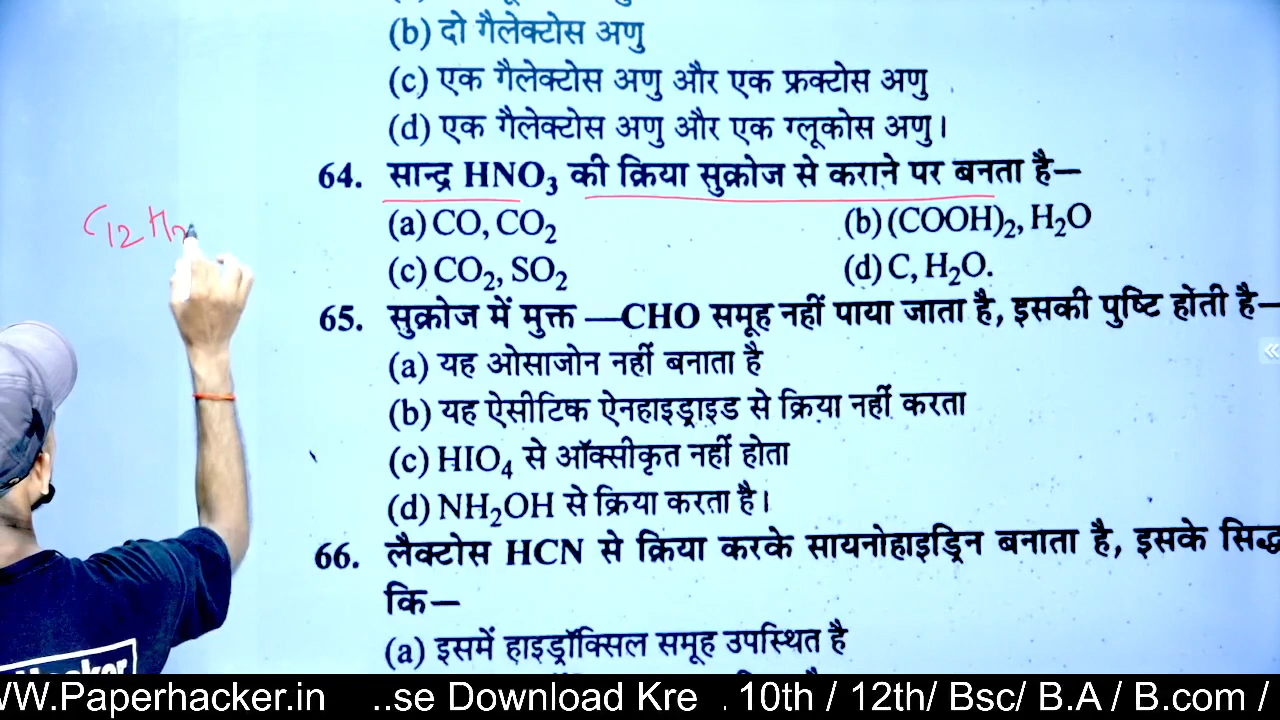 (b) दो गैलेक्टोस अणु
(c) एक गैलेक्टोस अणु और एक फ्रक्टोस अणु
(d) एक गैलेक्टोस अणु और एक ग्लूकोस अणु।
64. सान्द्र HNO₃ की क्रिया सुक्रोज से कराने पर बनता है—
(a) CO, CO₂ (b) (COOH)₂, H₂O
(c) CO₂, SO₂ (d) C, H₂O.
C₁₂H₂
65. सुक्रोज में मुक्त —CHO समूह नहीं पाया जाता है, इसकी पुष्टि होती है—
(a) यह ओसाजोन नहीं बनाता है
(b) यह ऐसीटिक ऐनहाइड्राइड से क्रिया नहीं करता
(c) HIO₄ से ऑक्सीकृत नहीं होता
(d) NH₂OH से क्रिया करता है।
66. लैक्टोस HCN से क्रिया करके सायनोहाइड्रिन बनाता है, इसके सिद्ध
कि—
(a) इसमें हाइड्रॉक्सिल समूह उपस्थित है
WW.Paperhacker.in ..se Download Kre . 10th / 12th/ Bsc/ B.A / B.com /